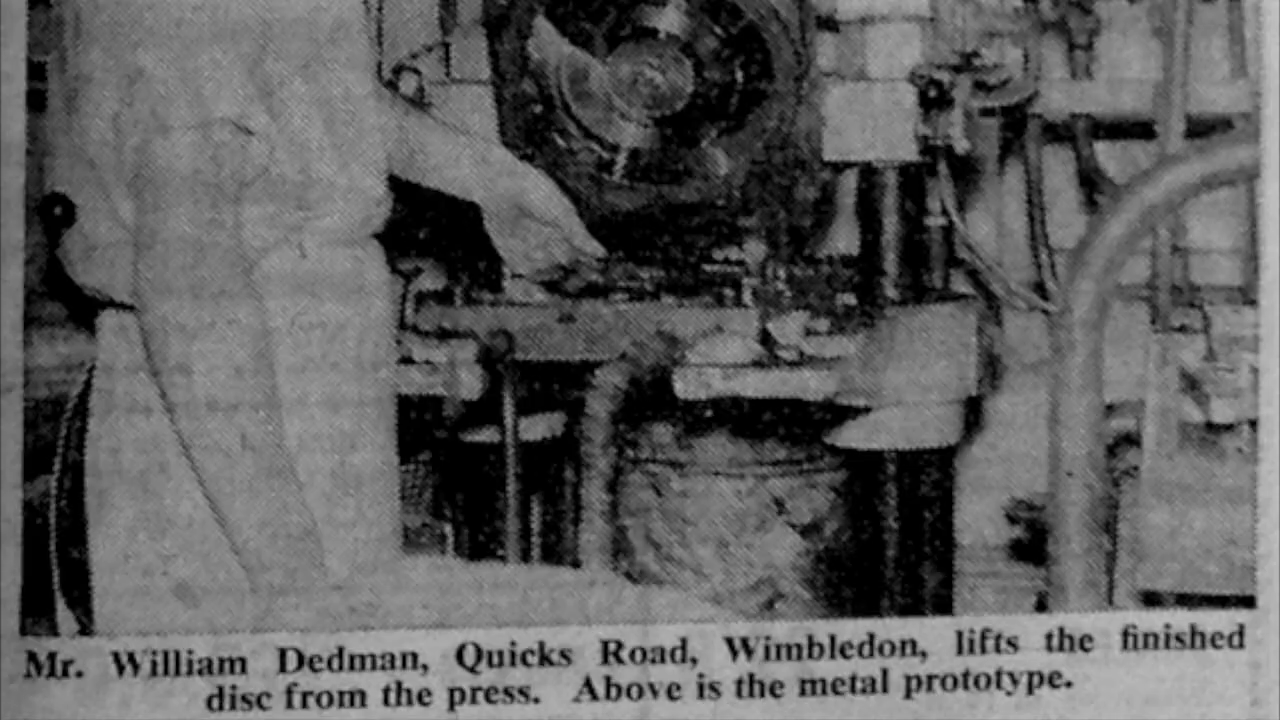 Mr. William Dedman, Quicks Road, Wimbledon, lifts the finished
disc from the press. Above is the metal prototype.